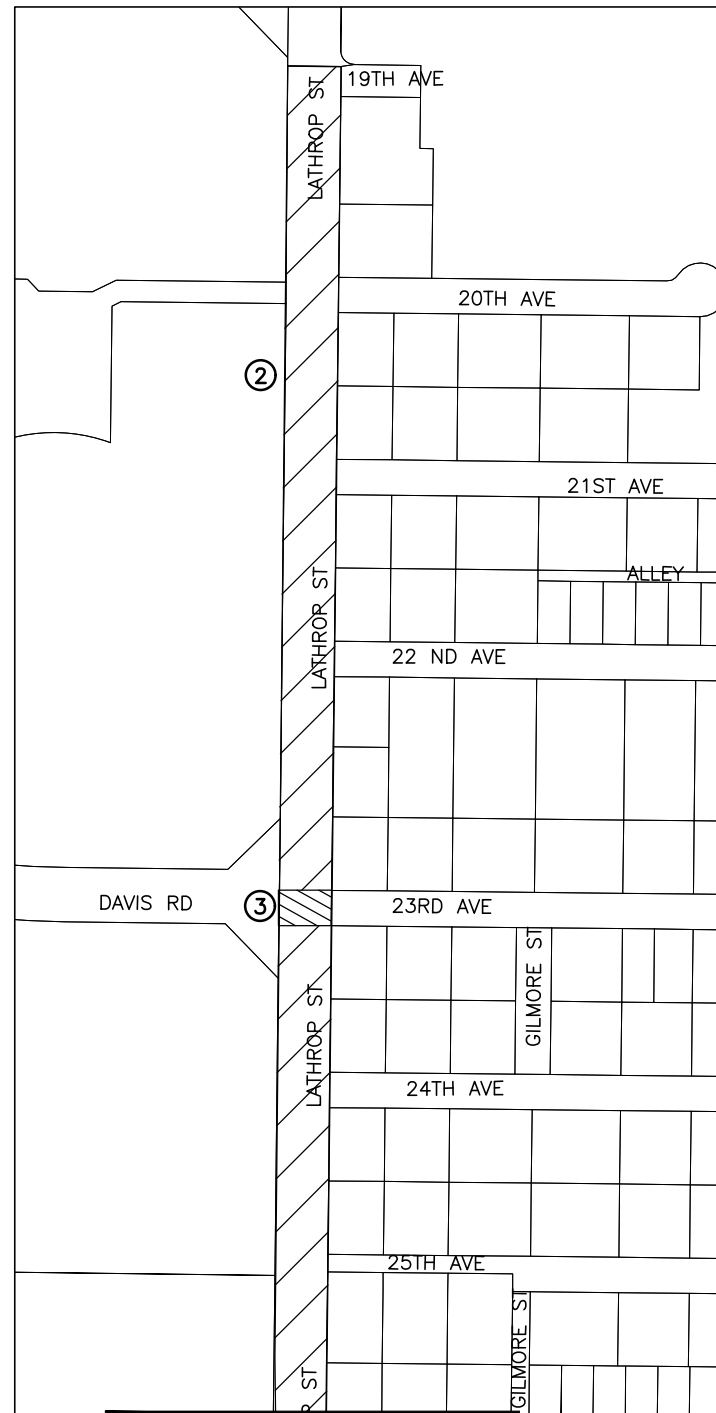 19TH AVE
LATHROP ST
20TH AVE
2
21ST AVE
ALLEY
LATHROP ST
22 ND AVE
DAVIS RD
3
23RD AVE
GILMORE ST
LATHROP ST
24TH AVE
25TH AVE
GILMORE ST
P ST